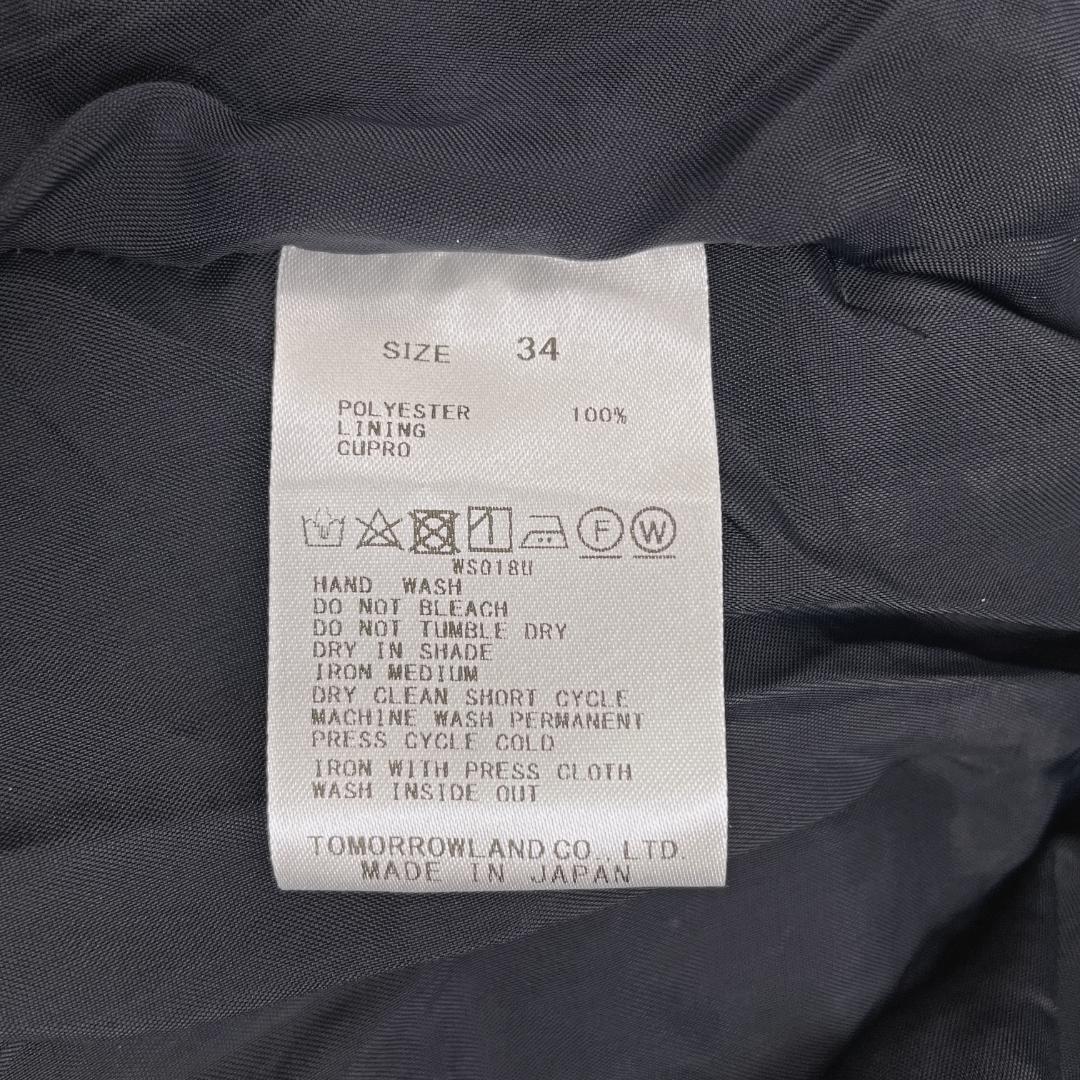 SIZE 34
POLYESTER 100%
LINING
CUPRO
F W
WS018U
HAND WASH
DO NOT BLEACH
DO NOT TUMBLE DRY
DRY IN SHADE
IRON MEDIUM
DRY CLEAN SHORT CYCLE
MACHINE WASH PERMANENT
PRESS CYCLE COLD
IRON WITH PRESS CLOTH
WASH INSIDE OUT
TOMORROWLAND CO., LTD.
MADE IN JAPAN